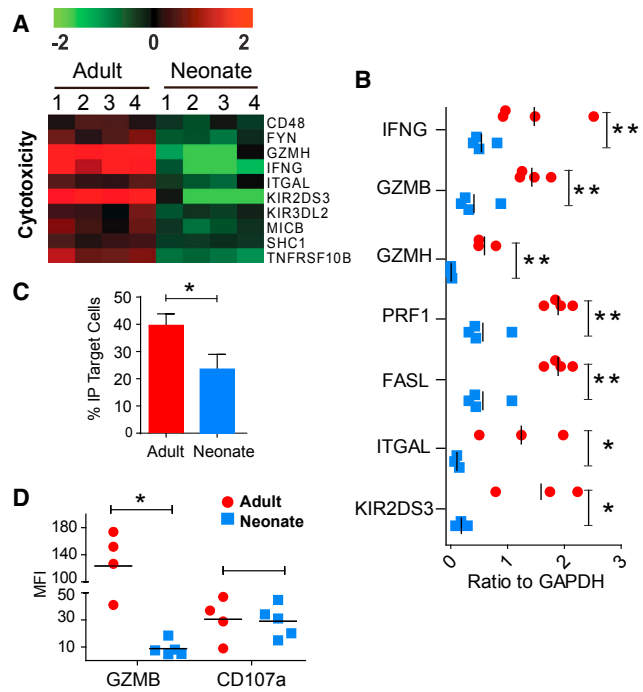 A
-2 0 2
Adult Neonate
1 2 3 4 1 2 3 4
Cytotoxicity
CD48
FYN
GZMH
IFNG
ITGAL
KIR2DS3
KIR3DL2
MICB
SHC1
TNFRSF10B
B
IFNG
**
GZMB
**
GZMH
**
PRF1
**
FASL
**
ITGAL
*
KIR2DS3
*
0 1 2 3
Ratio to GAPDH
C
% IP Target Cells
50
40
30
20
10
0
*
Adult Neonate
D
MFI
180
140
100
50
30
10
*
Adult
Neonate
GZMB CD107a